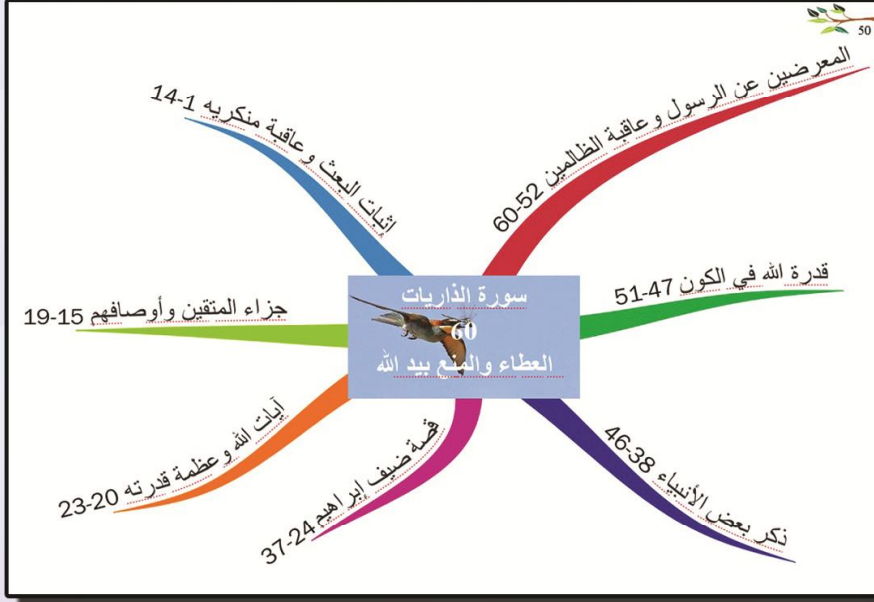 50
سورة الذاريات
60
العطاء والمنع بيد الله
المعرضين عن الرسول وعاقبة الظالمين 52-60
قدرة الله في الكون 47-51
ذكر بعض الأنبياء 38-46
قصة ضيف ابراهيم 24-37
آيات الله وعظمة قدرته 20-23
جزاء المتقين وأوصافهم 15-19
إثبات البعث وعاقبة منكريه 1-14